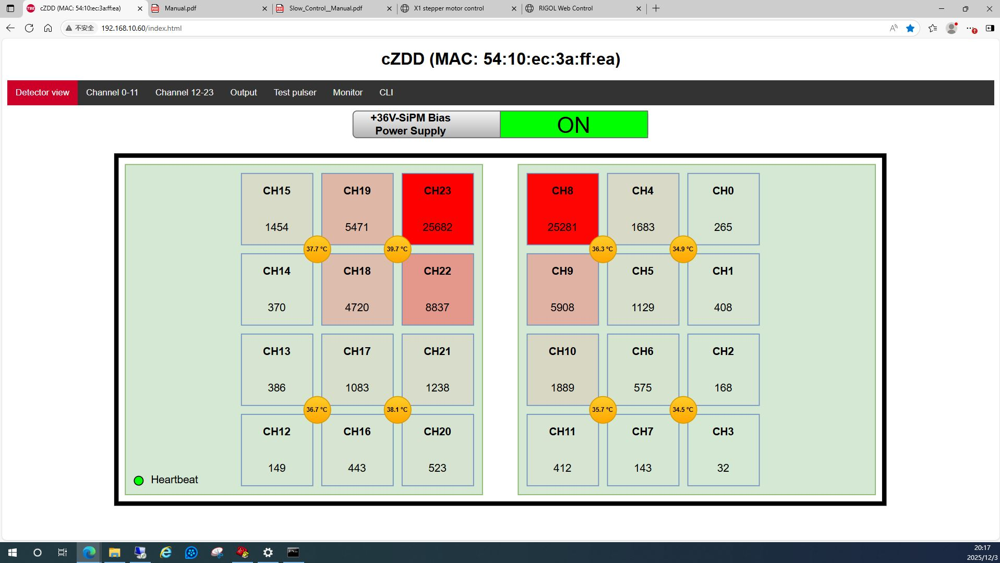 cZDD (MAC: 54:10:ec:3a:ff:ea)
Manual.pdf
Slow_Control__Manual.pdf
X1 stepper motor control
RIGOL Web Control
不安全
192.168.10.60/index.html
cZDD (MAC: 54:10:ec:3a:ff:ea)
Detector view
Channel 0-11
Channel 12-23
Output
Test pulser
Monitor
CLI
+36V-SiPM Bias
Power Supply
ON
CH15
1454
CH19
5471
CH23
25682
CH8
25281
CH4
1683
CH0
265
37.7 °C
39.7 °C
36.3 °C
34.9 °C
CH14
370
CH18
4720
CH22
8837
CH9
5908
CH5
1129
CH1
408
CH13
386
CH17
1083
CH21
1238
CH10
1889
CH6
575
CH2
168
36.7 °C
38.1 °C
35.7 °C
34.5 °C
CH12
149
CH16
443
CH20
523
CH11
412
CH7
143
CH3
32
Heartbeat
20:17
2025/12/3